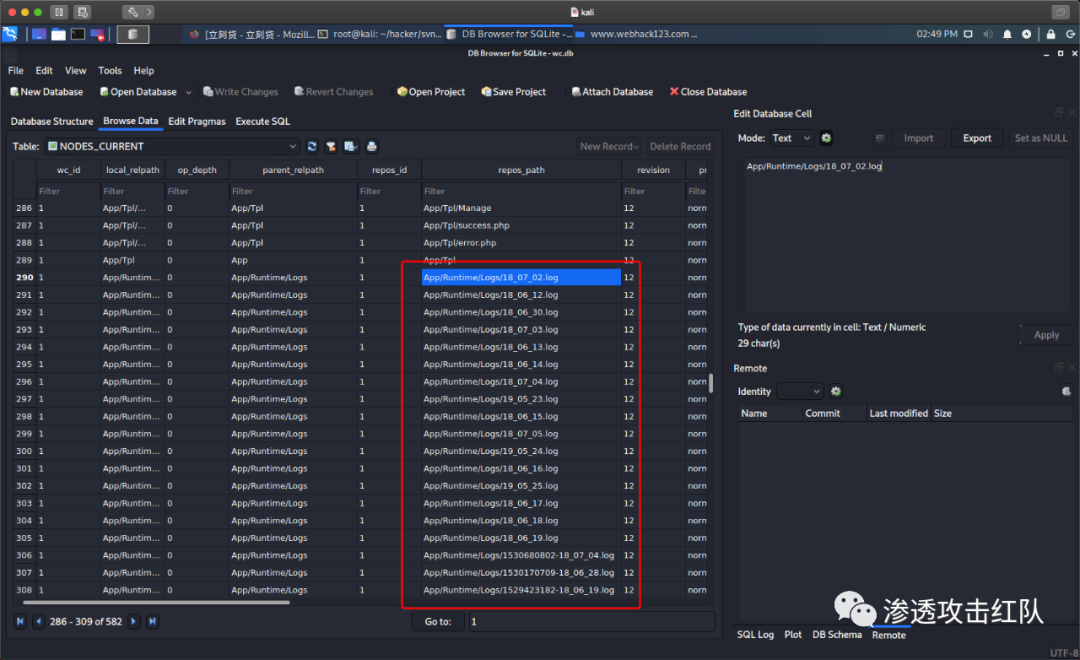 kali
[立刻贷 - 立刻贷 - Mozill...
root@kali: ~/hacker/svn...
DB Browser for SQLite -...
www.webhack123.com ...
02:49 PM
DB Browser for SQLite - wc.db
File Edit View Tools Help
New Database Open Database Write Changes Revert Changes Open Project Save Project Attach Database Close Database
Database Structure Browse Data Edit Pragmas Execute SQL
Table: NODES_CURRENT New Record Delete Record
wc_id local_relpath op_depth parent_relpath repos_id repos_path revision pr
Filter Filter Filter Filter Filter Filter Filter Filte
286 1 App/Tpl/... 0 App/Tpl 1 App/Tpl/Manage 12 norn
287 1 App/Tpl/... 0 App/Tpl 1 App/Tpl/success.php 12 norn
288 1 App/Tpl/... 0 App/Tpl 1 App/Tpl/error.php 12 norn
289 1 App/Tpl 0 App 1 App/Tpl 12 norn
290 1 App/Runtim... 0 App/Runtime/Logs 1 App/Runtime/Logs/18_07_02.log 12 norn
291 1 App/Runtim... 0 App/Runtime/Logs 1 App/Runtime/Logs/18_06_12.log 12 norn
292 1 App/Runtim... 0 App/Runtime/Logs 1 App/Runtime/Logs/18_06_30.log 12 norn
293 1 App/Runtim... 0 App/Runtime/Logs 1 App/Runtime/Logs/18_07_03.log 12 norn
294 1 App/Runtim... 0 App/Runtime/Logs 1 App/Runtime/Logs/18_06_13.log 12 norn
295 1 App/Runtim... 0 App/Runtime/Logs 1 App/Runtime/Logs/18_06_14.log 12 norn
296 1 App/Runtim... 0 App/Runtime/Logs 1 App/Runtime/Logs/18_07_04.log 12 norn
297 1 App/Runtim... 0 App/Runtime/Logs 1 App/Runtime/Logs/19_05_23.log 12 norn
298 1 App/Runtim... 0 App/Runtime/Logs 1 App/Runtime/Logs/18_06_15.log 12 norn
299 1 App/Runtim... 0 App/Runtime/Logs 1 App/Runtime/Logs/18_07_05.log 12 norn
300 1 App/Runtim... 0 App/Runtime/Logs 1 App/Runtime/Logs/19_05_24.log 12 norn
301 1 App/Runtim... 0 App/Runtime/Logs 1 App/Runtime/Logs/18_06_16.log 12 norn
302 1 App/Runtim... 0 App/Runtime/Logs 1 App/Runtime/Logs/19_05_25.log 12 norn
303 1 App/Runtim... 0 App/Runtime/Logs 1 App/Runtime/Logs/18_06_17.log 12 norn
304 1 App/Runtim... 0 App/Runtime/Logs 1 App/Runtime/Logs/18_06_18.log 12 norn
305 1 App/Runtim... 0 App/Runtime/Logs 1 App/Runtime/Logs/18_06_19.log 12 norn
306 1 App/Runtim... 0 App/Runtime/Logs 1 App/Runtime/Logs/1530680802-18_07_04.log 12 norn
307 1 App/Runtim... 0 App/Runtime/Logs 1 App/Runtime/Logs/1530170709-18_06_28.log 12 norn
308 1 App/Runtim... 0 App/Runtime/Logs 1 App/Runtime/Logs/1529423182-18_06_19.log 12 norn
286 - 309 of 582 Go to: 1
Edit Database Cell
Mode: Text Import Export Set as NULL
App/Runtime/Logs/18_07_02.log
Type of data currently in cell: Text / Numeric
29 char(s)
Apply
Remote
Identity
Name Commit Last modified Size
渗透攻击红队
SQL Log Plot DB Schema Remote
UTF-8